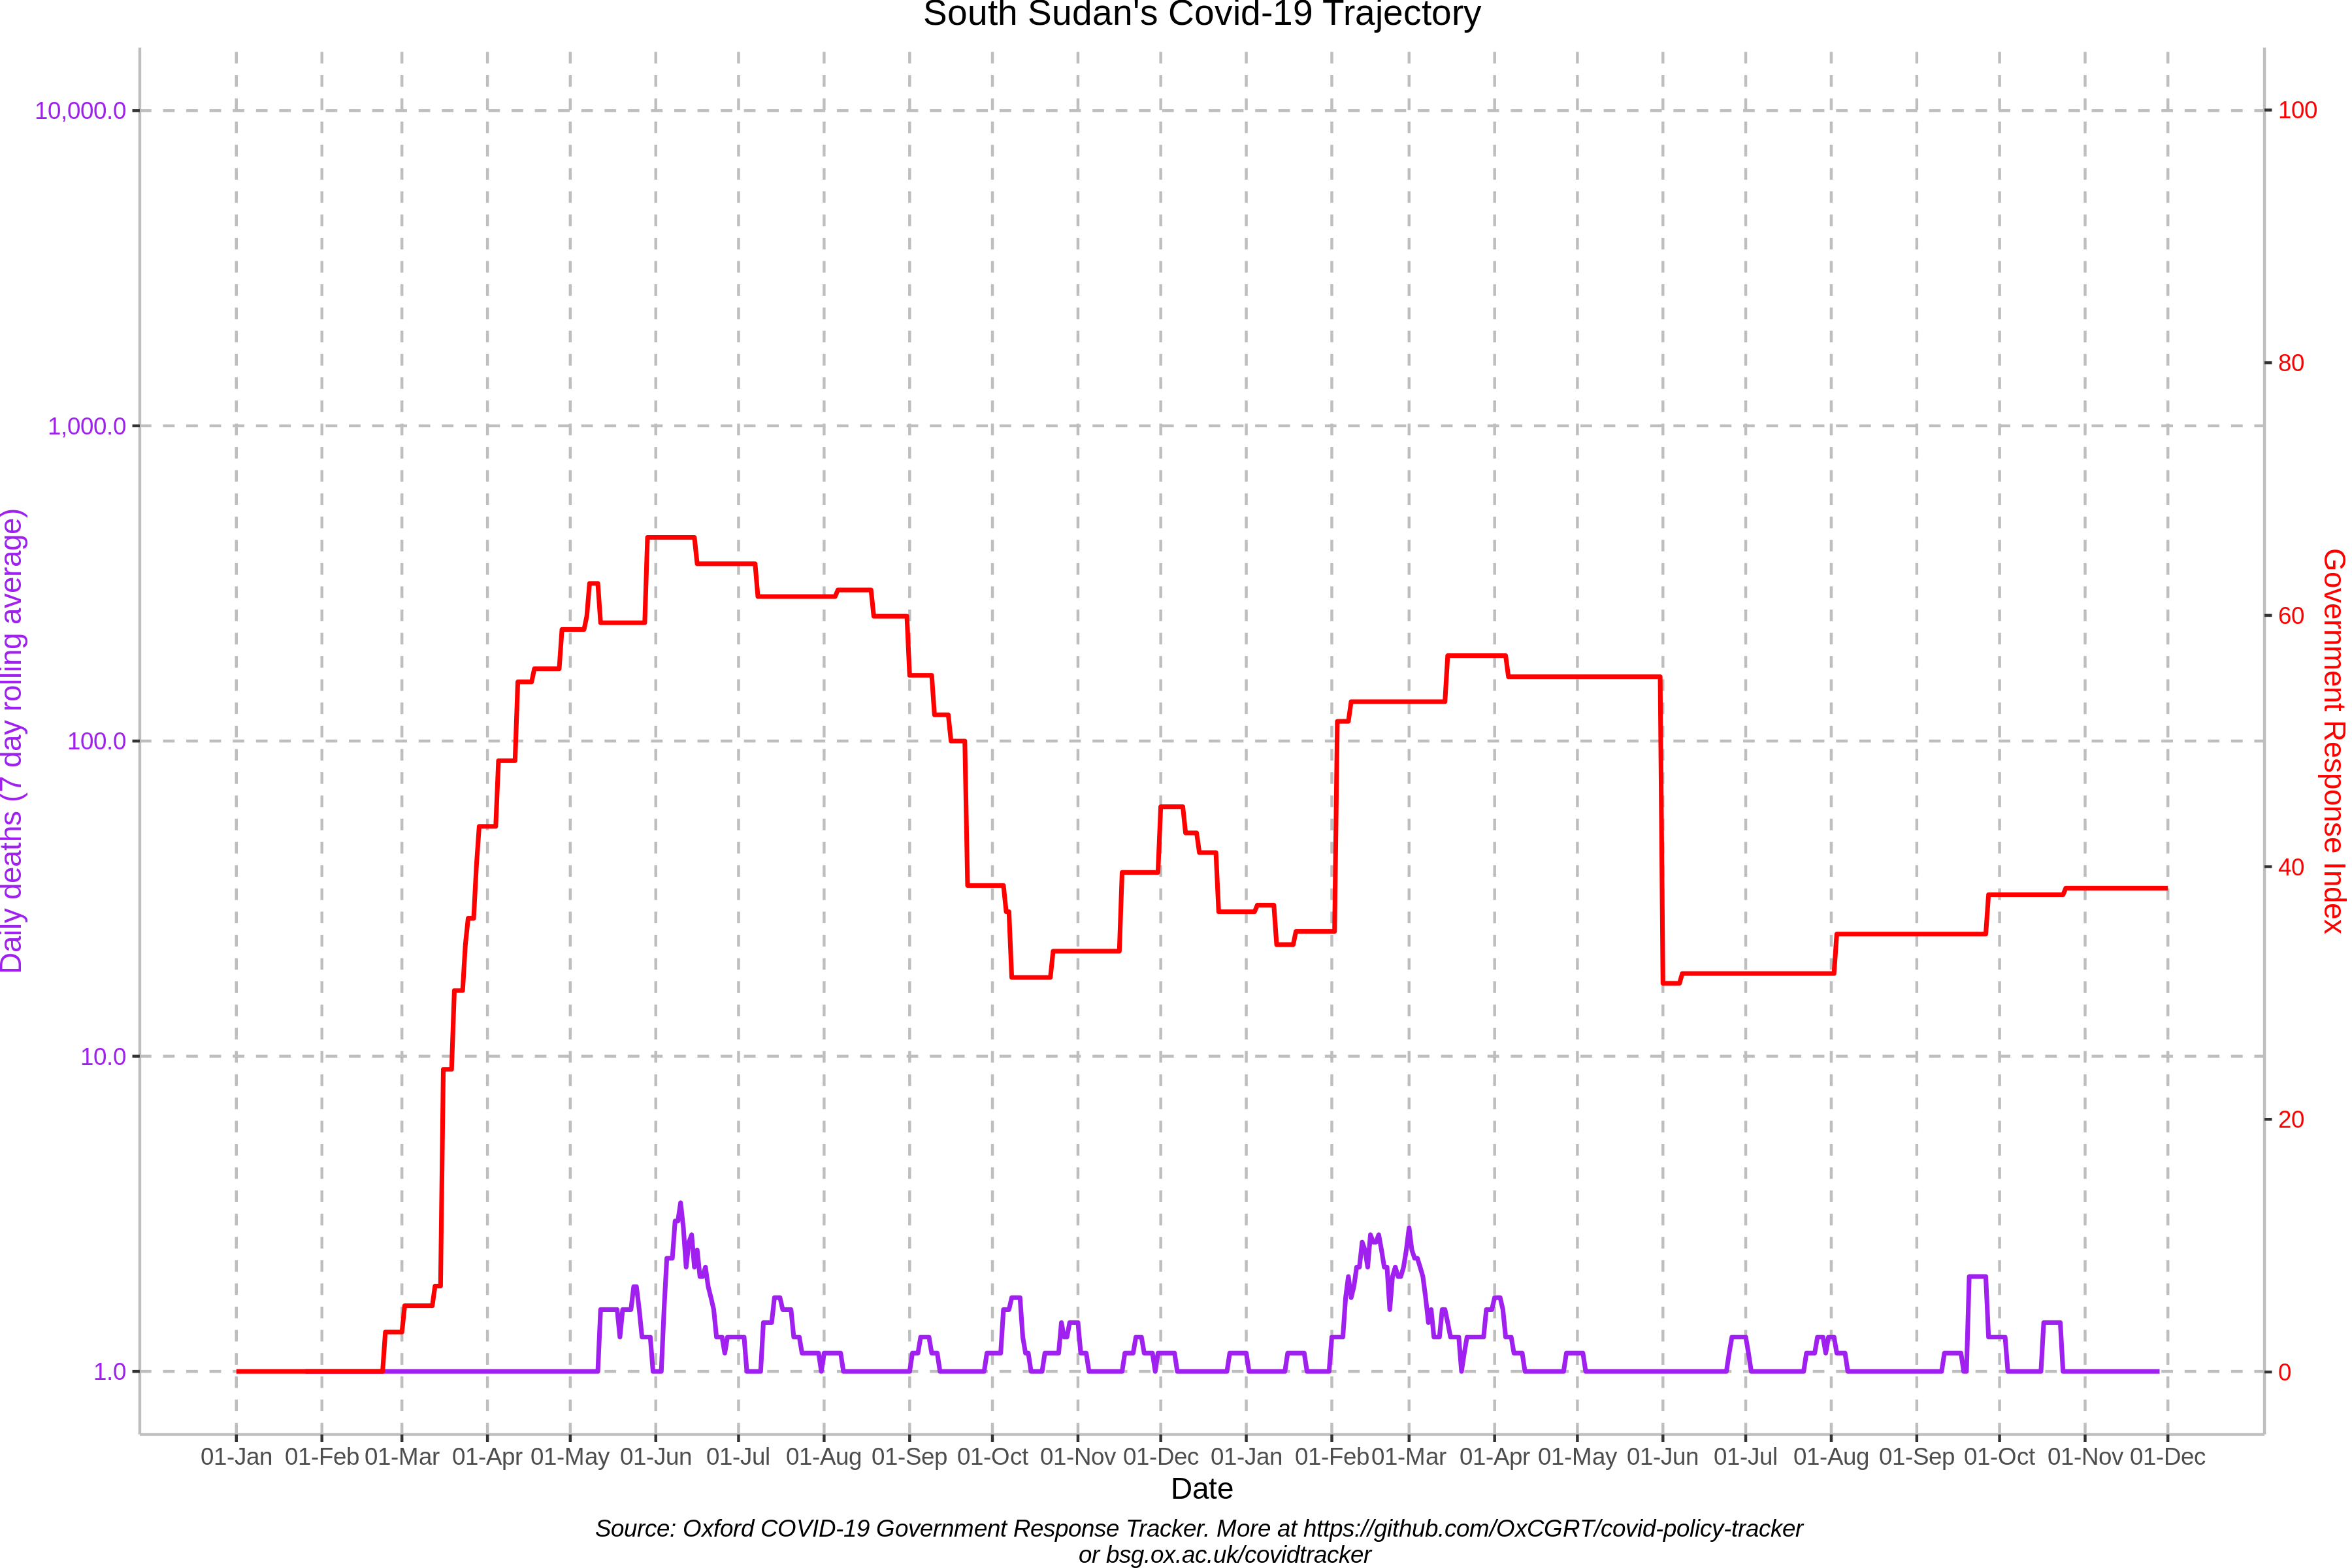 South Sudan's Covid-19 Trajectory
10,000.0
1,000.0
100.0
10.0
1.0
Daily deaths (7 day rolling average)
100
80
60
40
20
0
Government Response Index
01-Jan 01-Feb 01-Mar 01-Apr 01-May 01-Jun 01-Jul 01-Aug 01-Sep 01-Oct 01-Nov 01-Dec 01-Jan 01-Feb 01-Mar 01-Apr 01-May 01-Jun 01-Jul 01-Aug 01-Sep 01-Oct 01-Nov 01-Dec
Date
Source: Oxford COVID-19 Government Response Tracker. More at https://github.com/OxCGRT/covid-policy-tracker
or bsg.ox.ac.uk/covidtracker